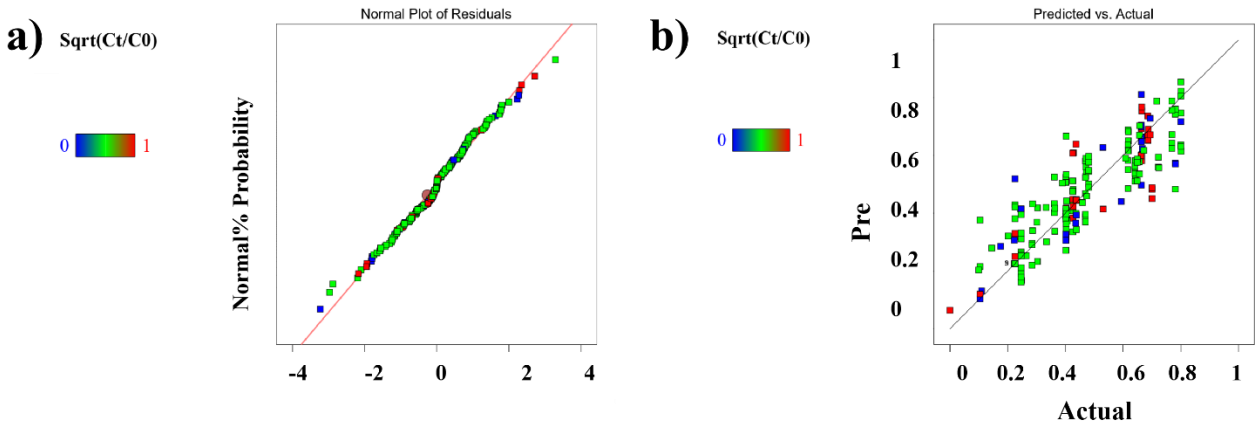 a)
Sqrt(Ct/C0)
0 1
Normal Plot of Residuals
Normal% Probability
-4 -2 0 2 4
b)
Sqrt(Ct/C0)
0 1
Predicted vs. Actual
Pre
1
0.8
0.6
0.4
0.2
0
0 0.2 0.4 0.6 0.8 1
Actual